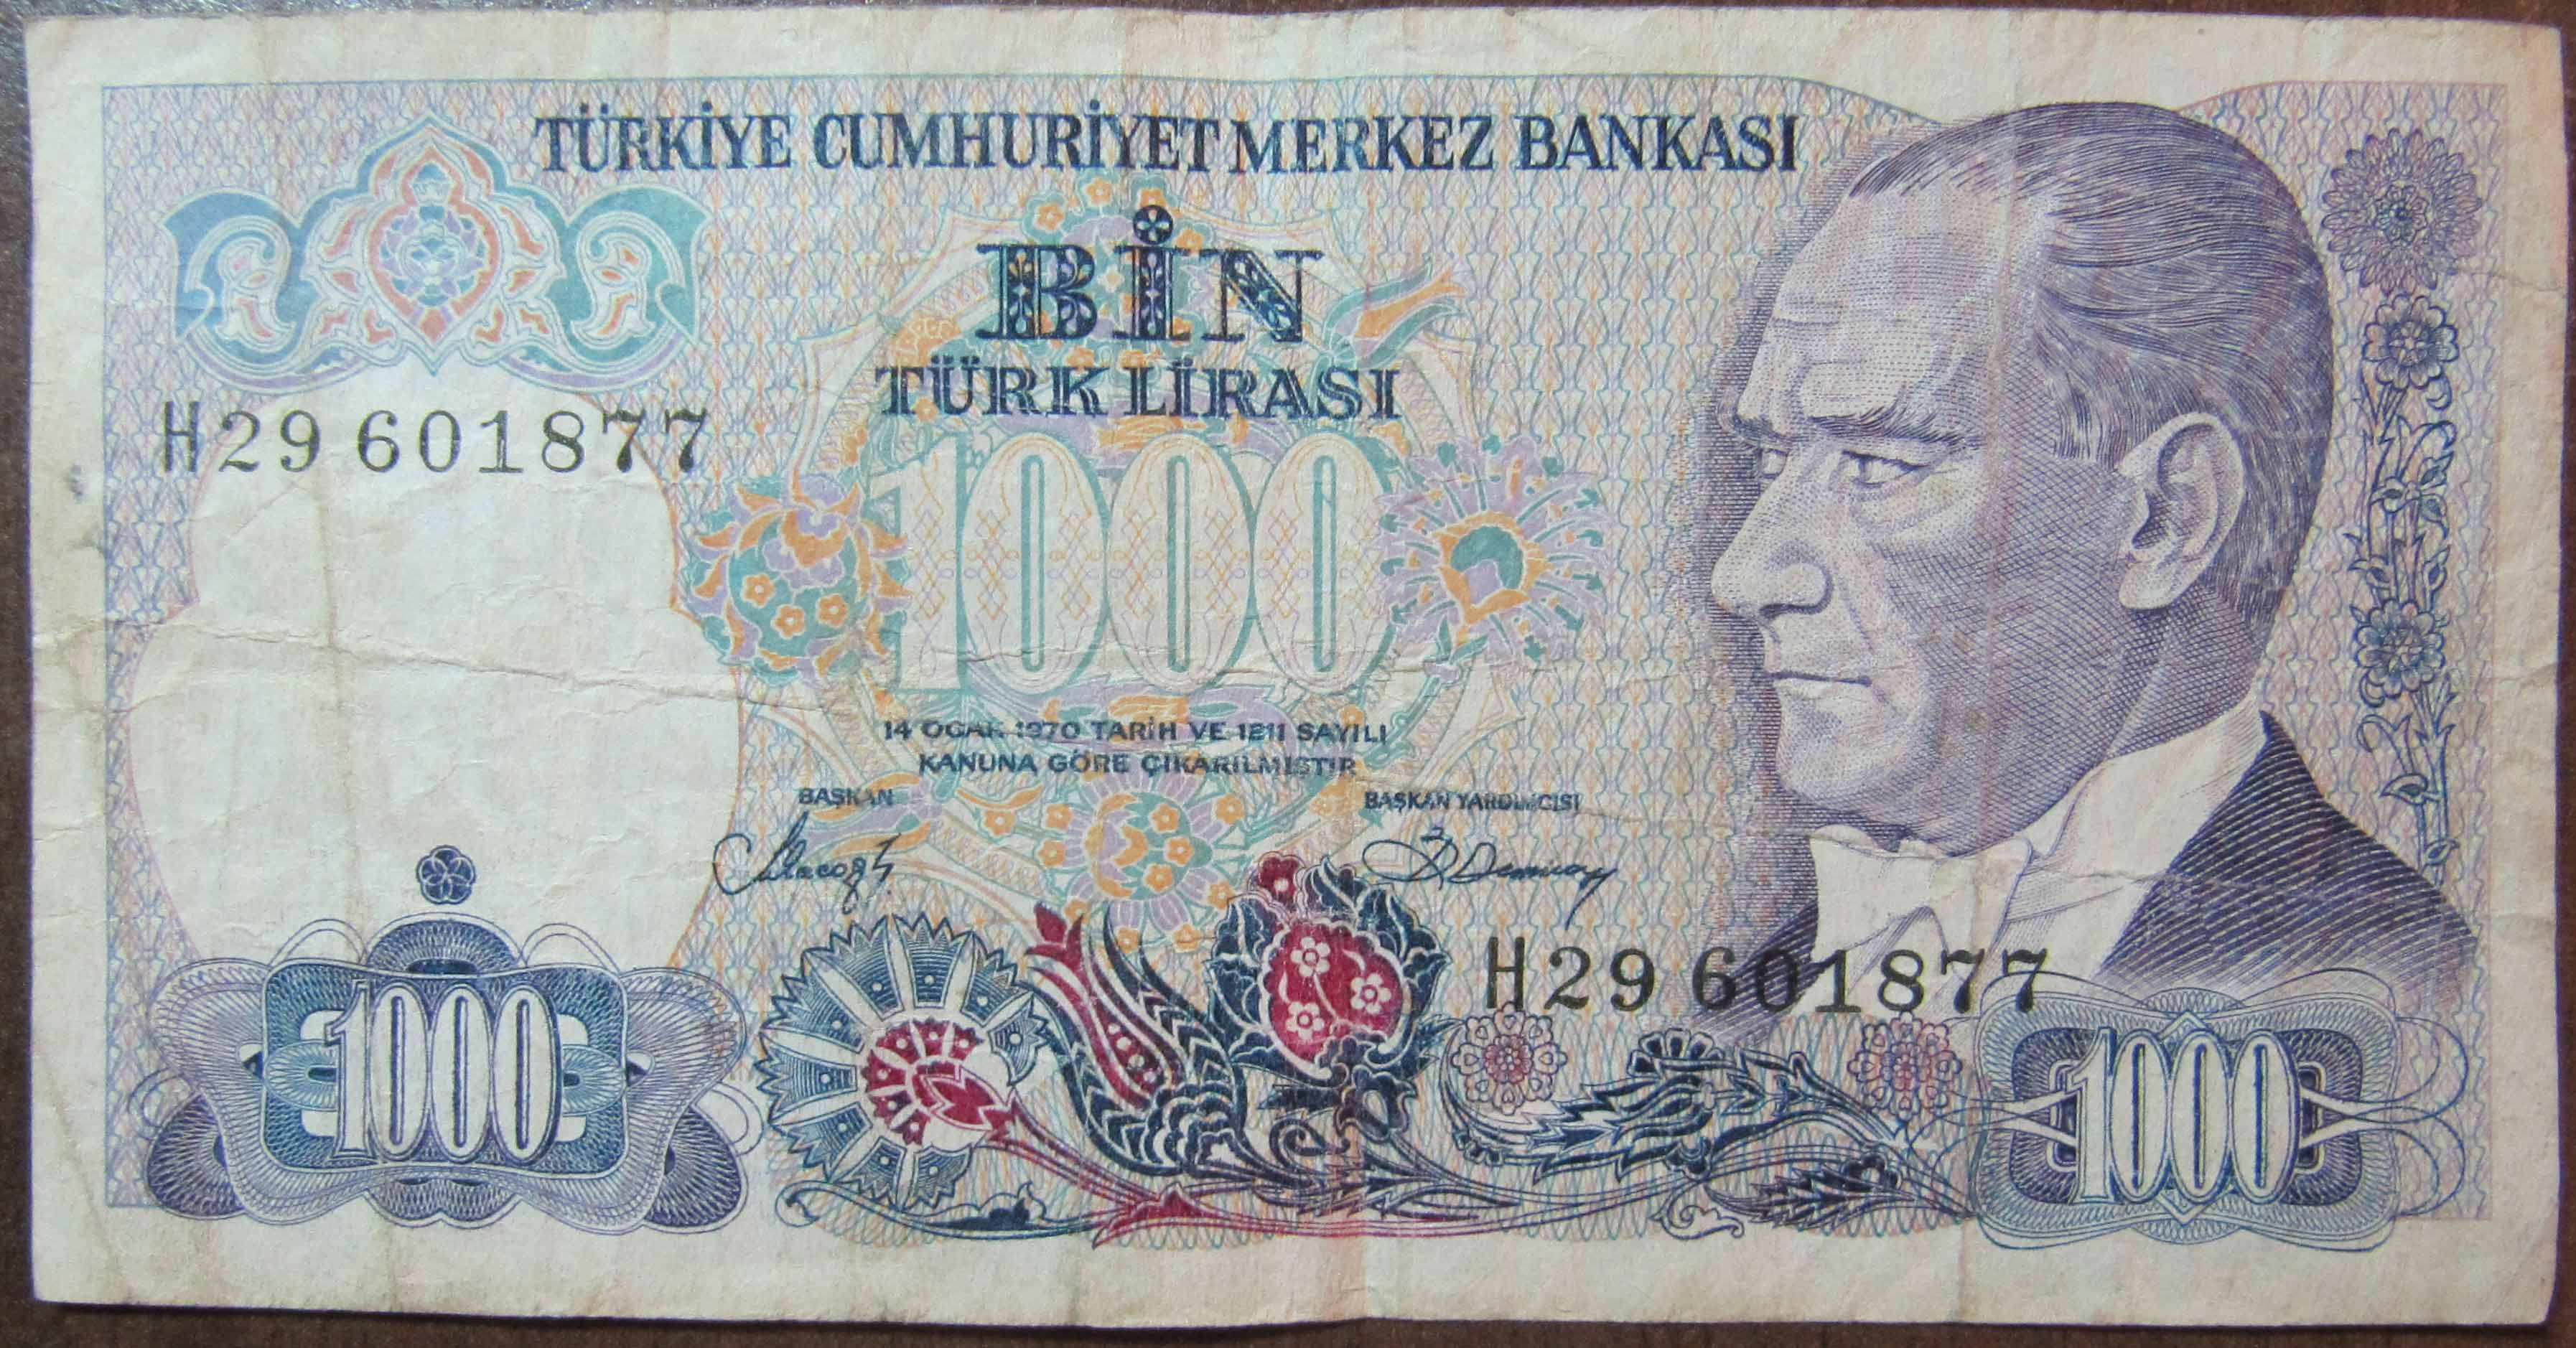 TÜRKİYE CUMHURİYET MERKEZ BANKASI
BİN
TÜRK LİRASI
H29 601877
1000
14 OCAK 1970 TARİH VE 1211 SAYILI
KANUNA GÖRE ÇIKARILMIŞTIR
BAŞKAN
BAŞKAN YARDIMCISI
H29 601877
1000
1000